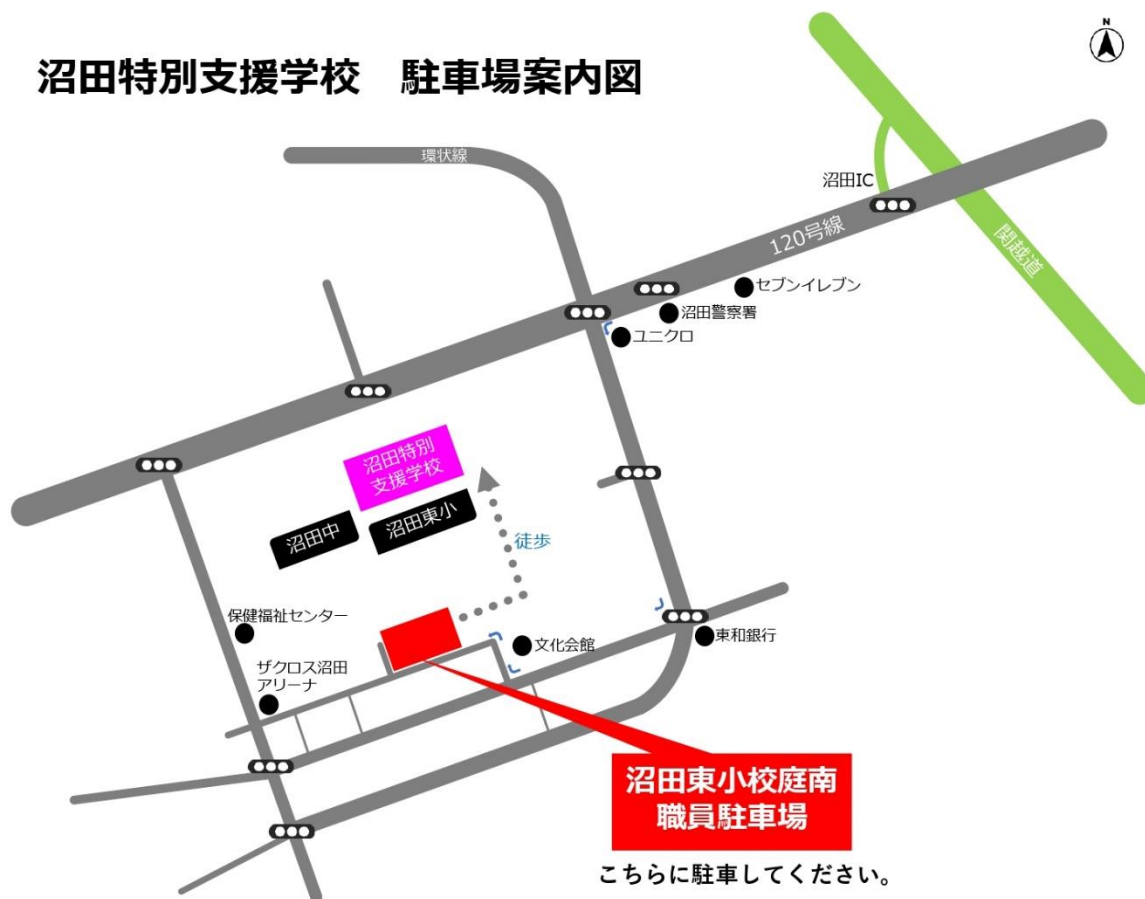 沼田特別支援学校　駐車場案内図
N
環状線
沼田IC
120号線
関越道
セブンイレブン
沼田警察署
ユニクロ
沼田特別
支援学校
沼田中
沼田東小
徒歩
保健福祉センター
文化会館
東和銀行
ザクロス沼田
アリーナ
沼田東小校庭南
職員駐車場
こちらに駐車してください。